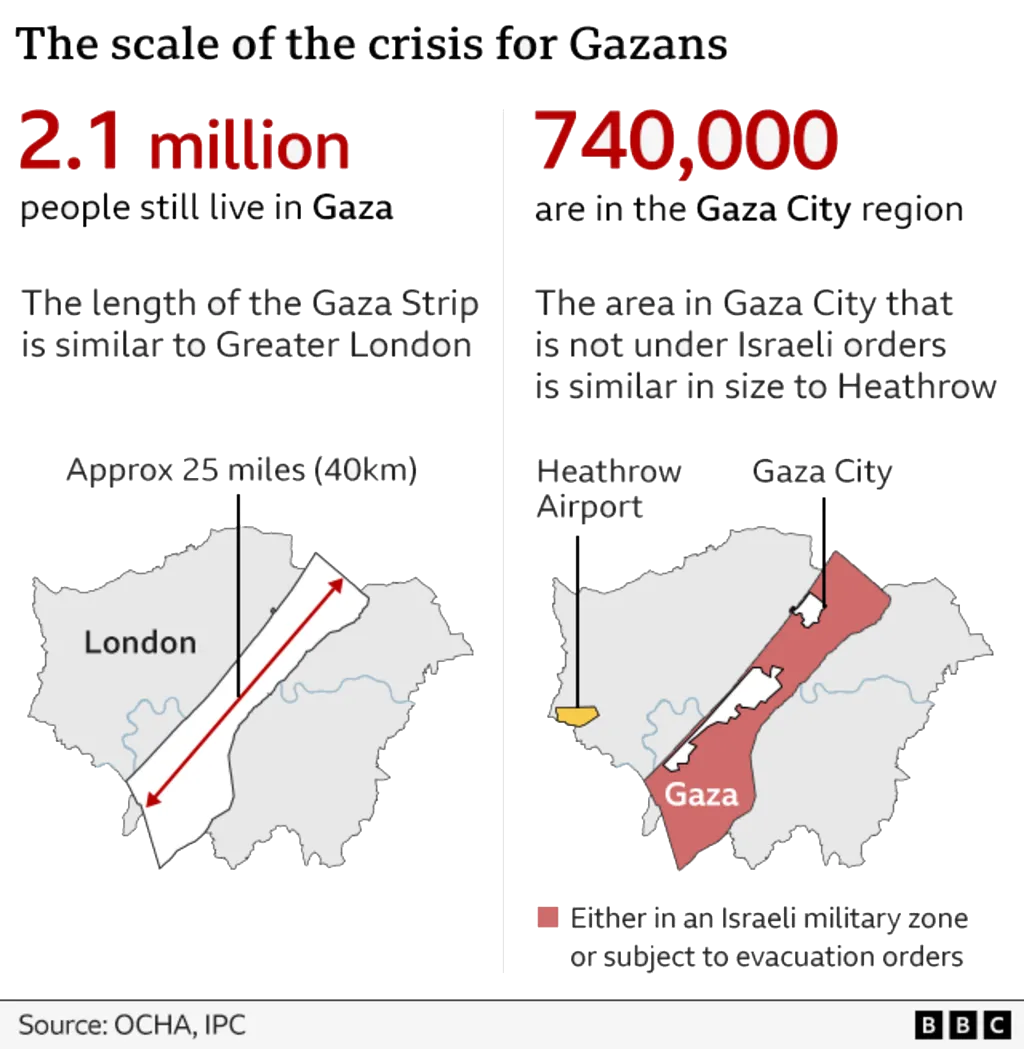 The scale of the crisis for Gazans
2.1 million
people still live in Gaza
The length of the Gaza Strip
is similar to Greater London
Approx 25 miles (40km)
London
740,000
are in the Gaza City region
The area in Gaza City that
is not under Israeli orders
is similar in size to Heathrow
Heathrow
Airport
Gaza City
Gaza
Either in an Israeli military zone
or subject to evacuation orders
Source: OCHA, IPC
BBC